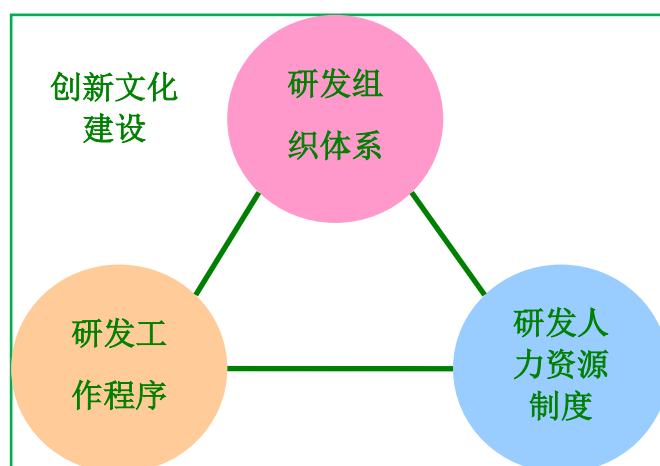 创新文化
建设
研发组
织体系
研发工
作程序
研发人
力资源
制度